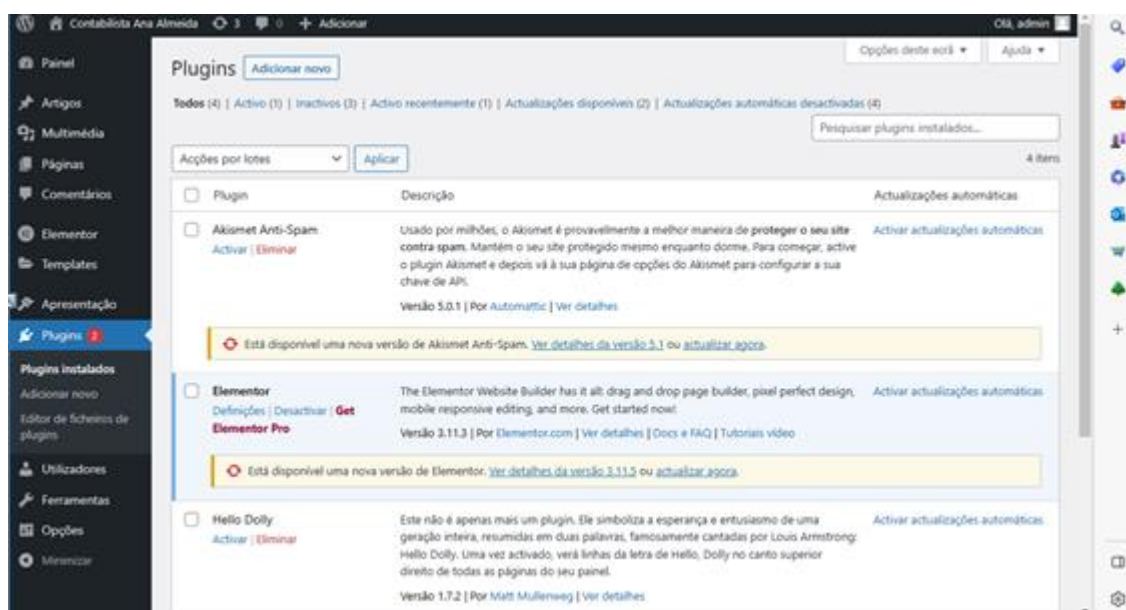 Contabilista Ana Almeida 3 0 + Adicionar Olá, admin
Painel
Artigos
Multimédia
Páginas
Comentários
Elementor
Templates
Apresentação
Plugins 2
Plugins instalados
Adicionar novo
Editor de ficheiros de
plugins
Utilizadores
Ferramentas
Opções
Minimizar
Opções deste ecrã ▼ Ajuda ▼
Plugins Adicionar novo
Todos (4) | Activo (1) | Inactivos (3) | Activo recentemente (1) | Actualizações disponíveis (2) | Actualizações automáticas desactivadas (4)
Pesquisar plugins instalados...
Acções por lotes Aplicar 4 itens
Plugin Descrição Actualizações automáticas
Akismet Anti-Spam
Activar | Eliminar
Usado por milhões, o Akismet é provavelmente a melhor maneira de proteger o seu site
contra spam. Mantém o seu site protegido mesmo enquanto dorme. Para começar, active
o plugin Akismet e depois vá à sua página de opções do Akismet para configurar a sua
chave de API.
Versão 5.0.1 | Por Automattic | Ver detalhes
Activar actualizações automáticas
Está disponível uma nova versão de Akismet Anti-Spam. Ver detalhes da versão 5.1 ou actualizar agora.
Elementor
Definições | Desactivar | Get
Elementor Pro
The Elementor Website Builder has it all: drag and drop page builder, pixel perfect design,
mobile responsive editing, and more. Get started now!
Versão 3.11.3 | Por Elementor.com | Ver detalhes | Docs e FAQ | Tutoriais vídeo
Activar actualizações automáticas
Está disponível uma nova versão de Elementor. Ver detalhes da versão 3.11.5 ou actualizar agora.
Hello Dolly
Activar | Eliminar
Este não é apenas mais um plugin. Ele simboliza a esperança e entusiasmo de uma
geração inteira, resumidas em duas palavras, famosamente cantadas por Louis Armstrong:
Hello Dolly. Uma vez activado, verá linhas da letra de Hello, Dolly no canto superior
direito de todas as páginas do seu painel.
Versão 1.7.2 | Por Matt Mullenweg | Ver detalhes
Activar actualizações automáticas